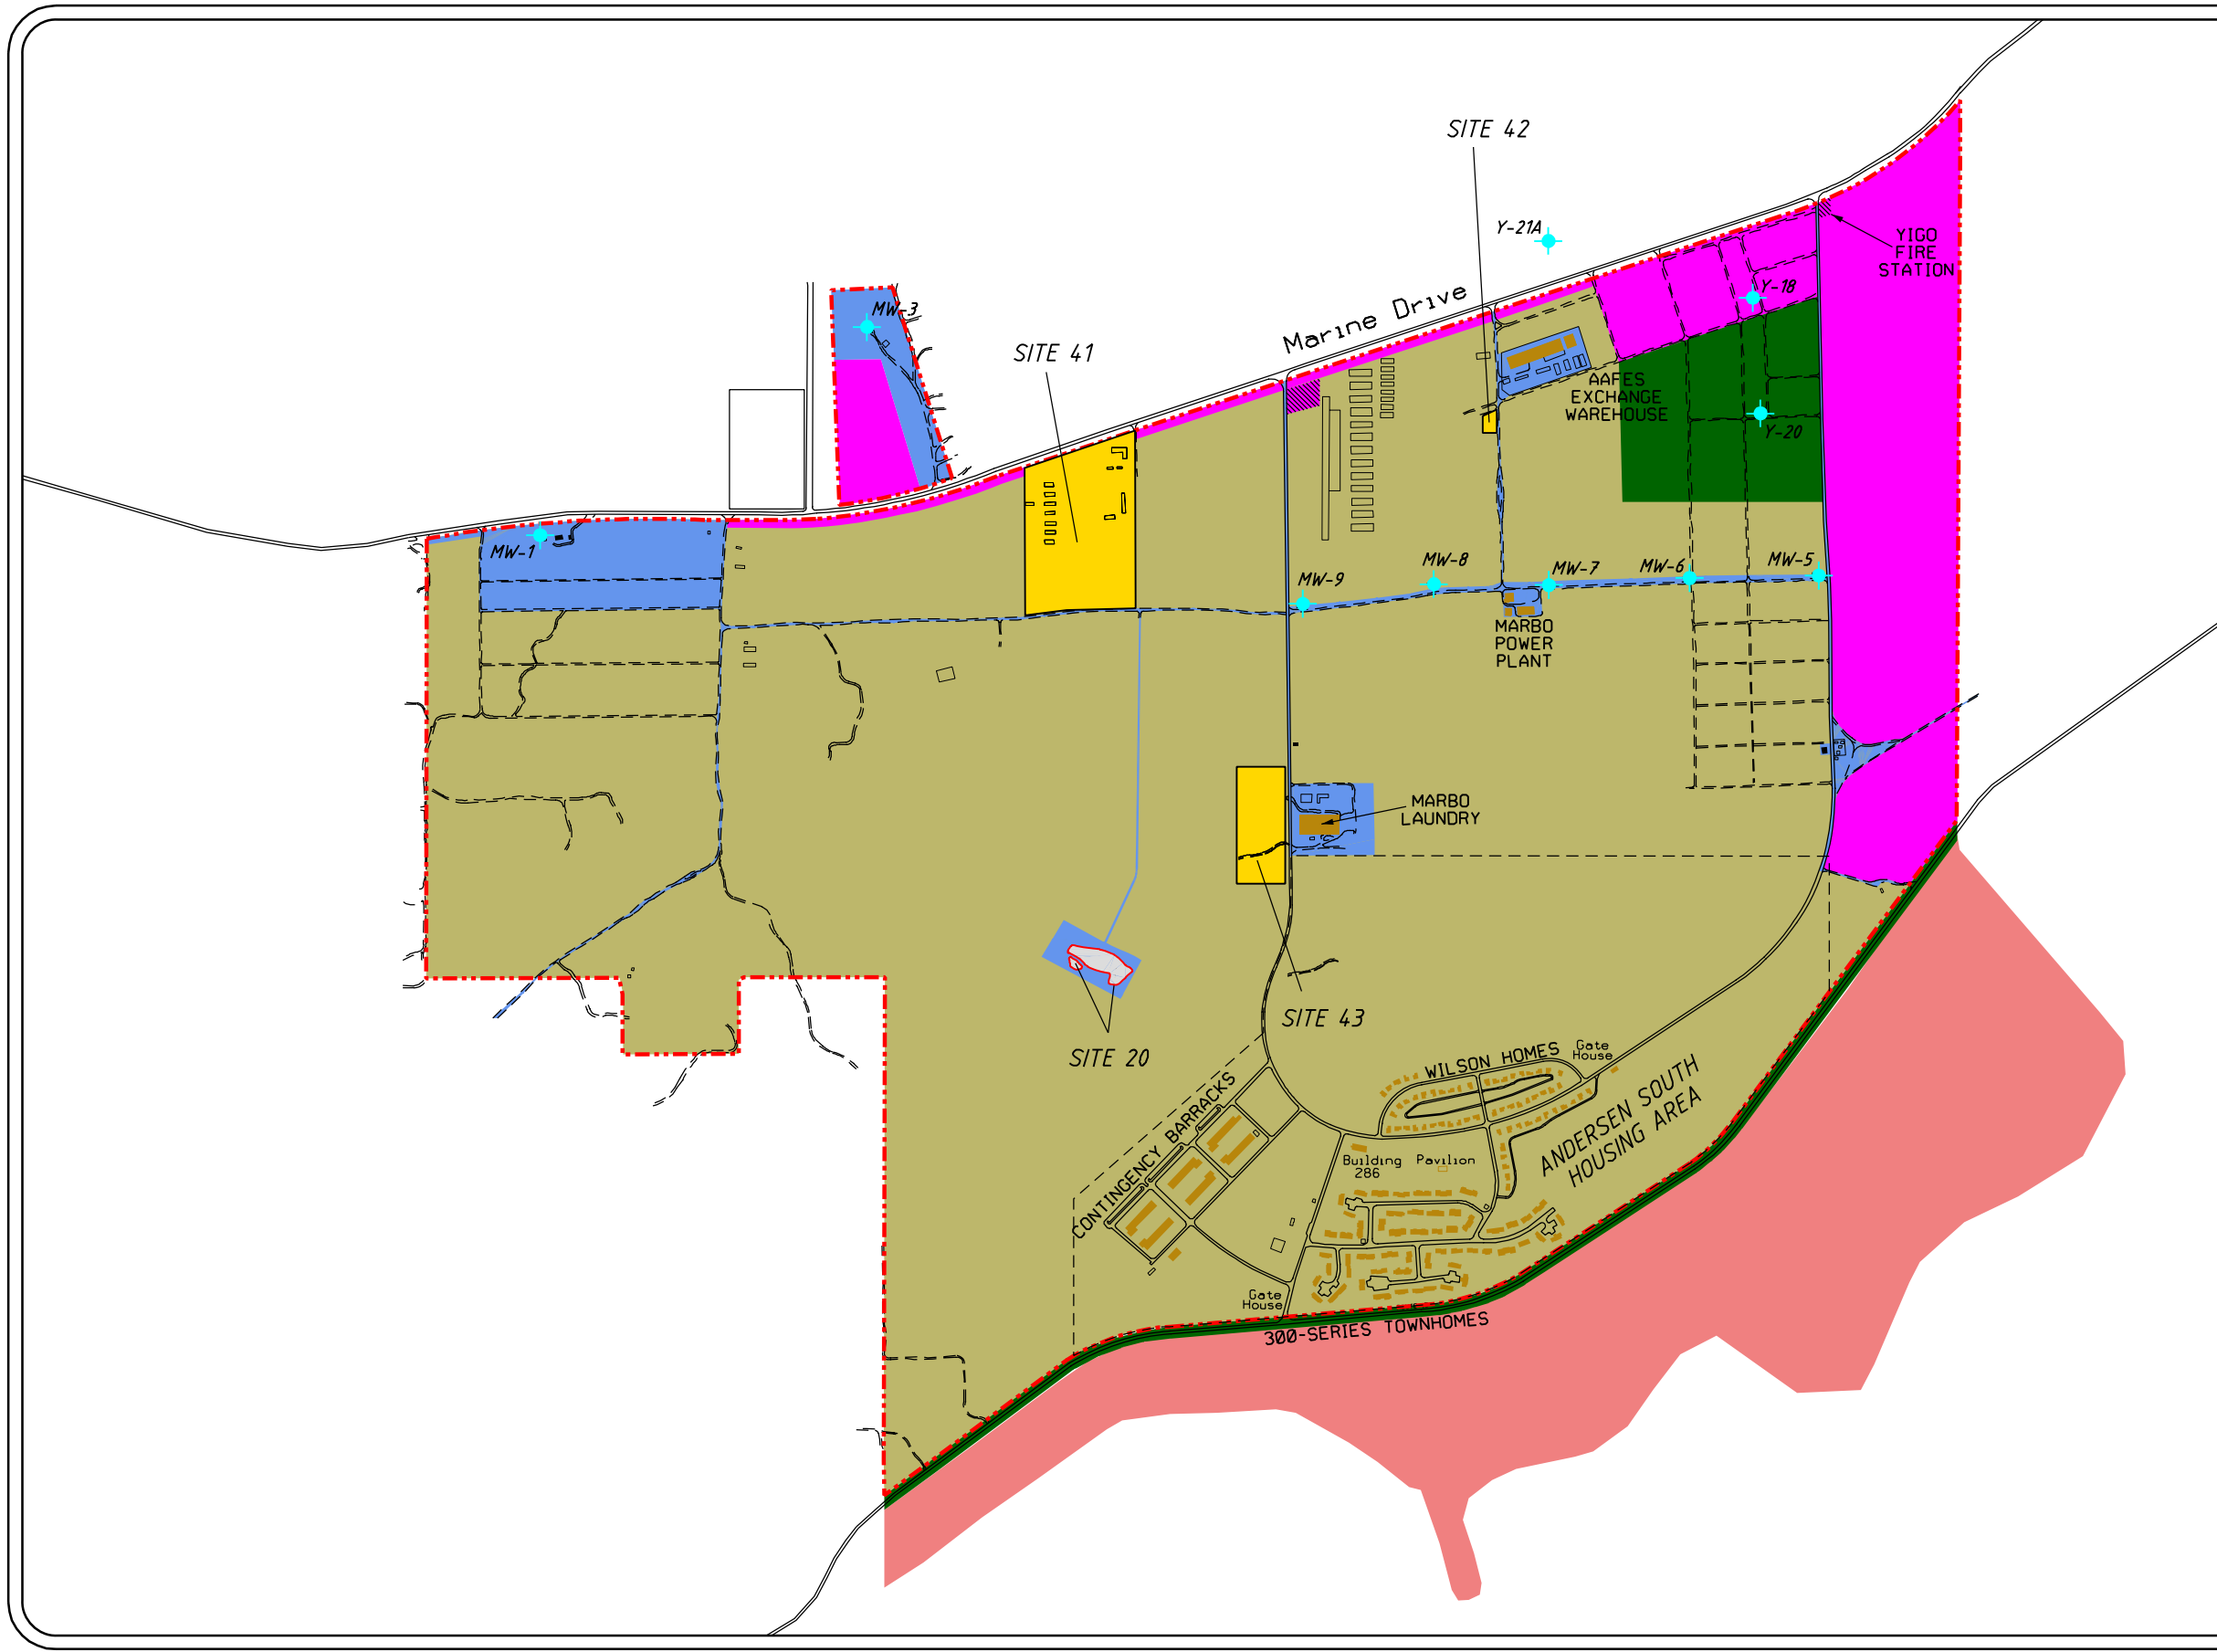 SITE 42
Y-21A
YIGO
FIRE
STATION
Y-18
MW-3
Marine Drive
SITE 41
AAFES
EXCHANGE
WAREHOUSE
Y-20
MW-1
MW-9
MW-8
MW-7
MW-6
MW-5
MARBO
POWER
PLANT
MARBO
LAUNDRY
SITE 43
SITE 20
WILSON HOMES
Gate
House
CONTINGENCY BARRACKS
ANDERSEN SOUTH
HOUSING AREA
Building
286
Pavilion
Gate
House
300-SERIES TOWNHOMES